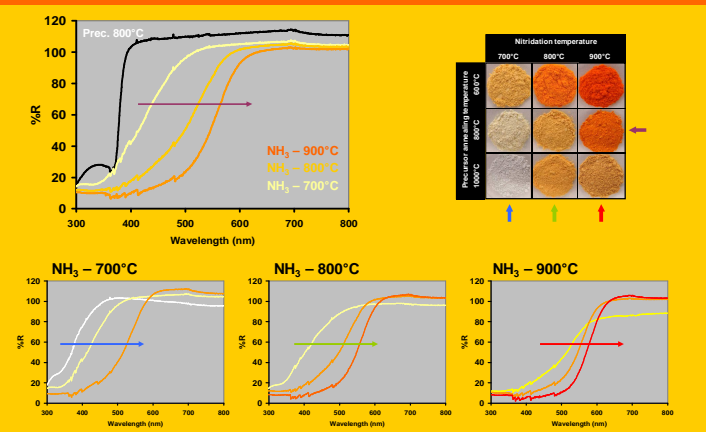 120
100
80
60
40
20
0
%R
Prec. 800°C
NH3 – 900°C
NH3 – 800°C
NH3 – 700°C
300 400 500 600 700 800
Wavelength (nm)
Nitridation temperature
700°C 800°C 900°C
Precursor annealing temperature
600°C
800°C
1000°C
NH3 – 700°C
120
100
80
60
40
20
0
%R
300 400 500 600 700 800
Wavelength (nm)
NH3 – 800°C
120
100
80
60
40
20
0
%R
300 400 500 600 700 800
Wavelength (nm)
NH3 – 900°C
120
100
80
60
40
20
0
%R
300 400 500 600 700 800
Wavelength (nm)